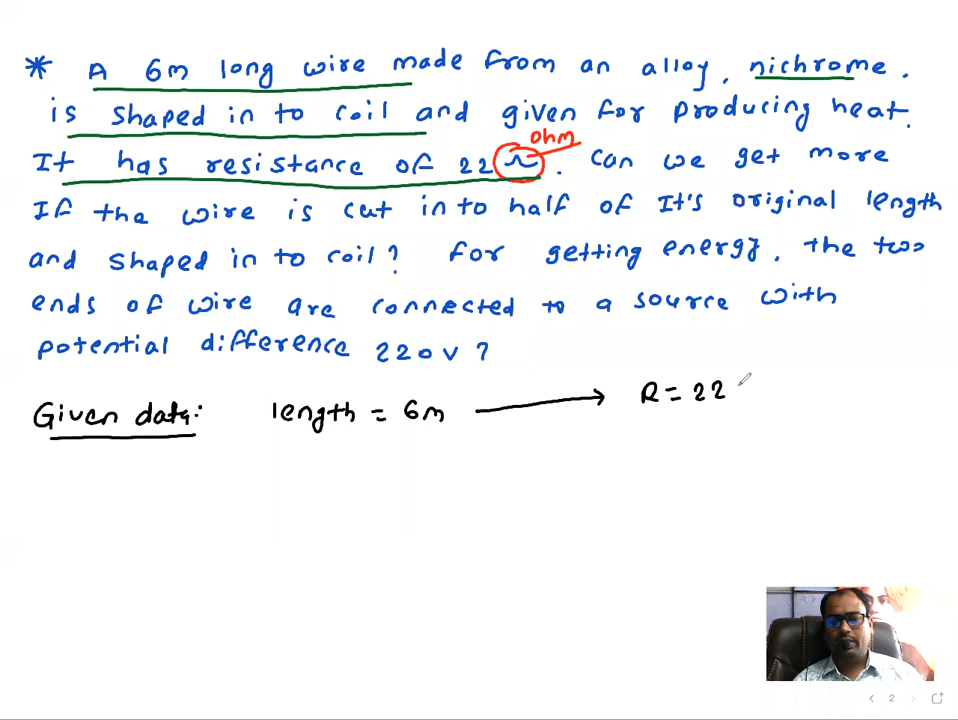 * A 6m long wire made from an alloy, nichrome.
is shaped in to coil and given for producing heat.
ohm
It has resistance of 22 Ω. Can we get more
If the wire is cut in to half of It's original length
and shaped in to coil? For getting energy, the two
ends of wire are connected to a source with
potential difference 220 V ?
Given data: length = 6m → R = 22
2